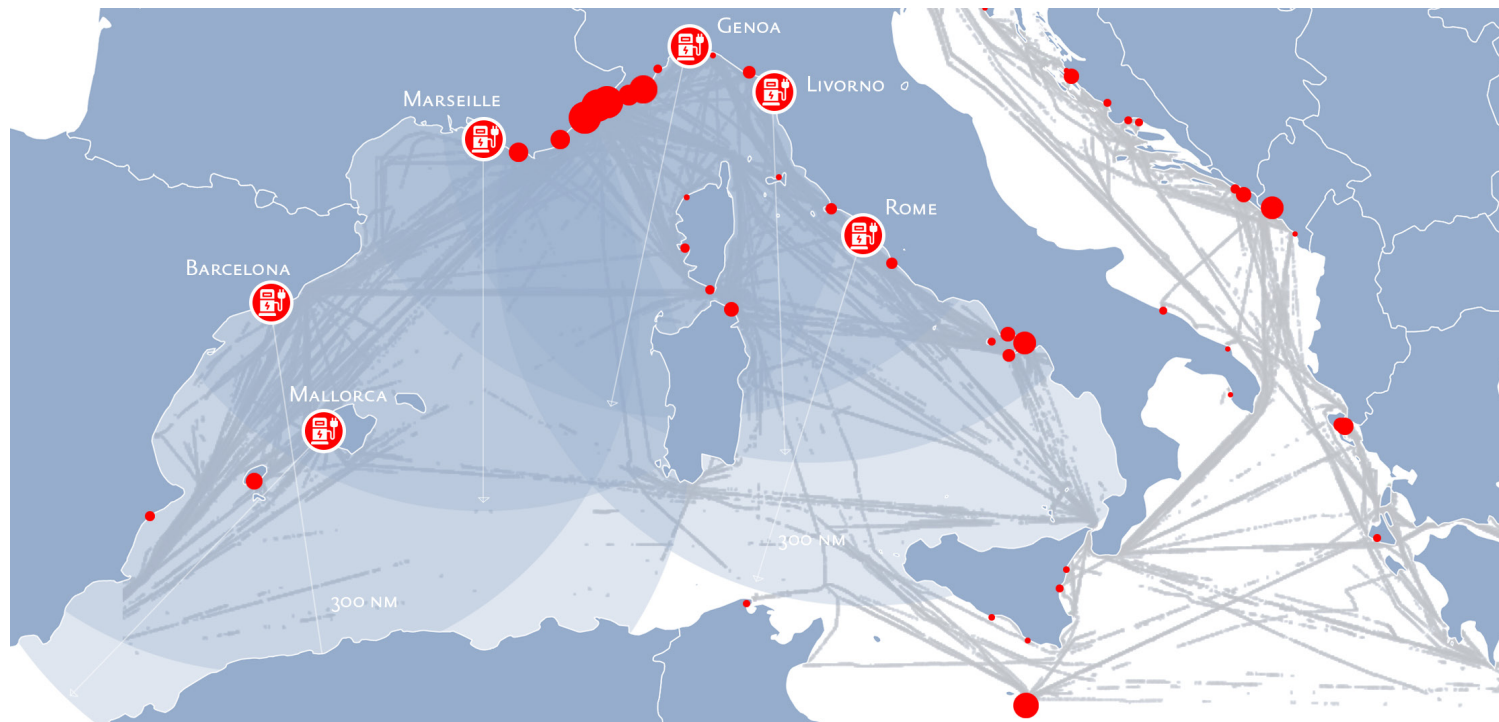 Genoa
Livorno
Marseille
Rome
Barcelona
Mallorca
300 NM
300 NM